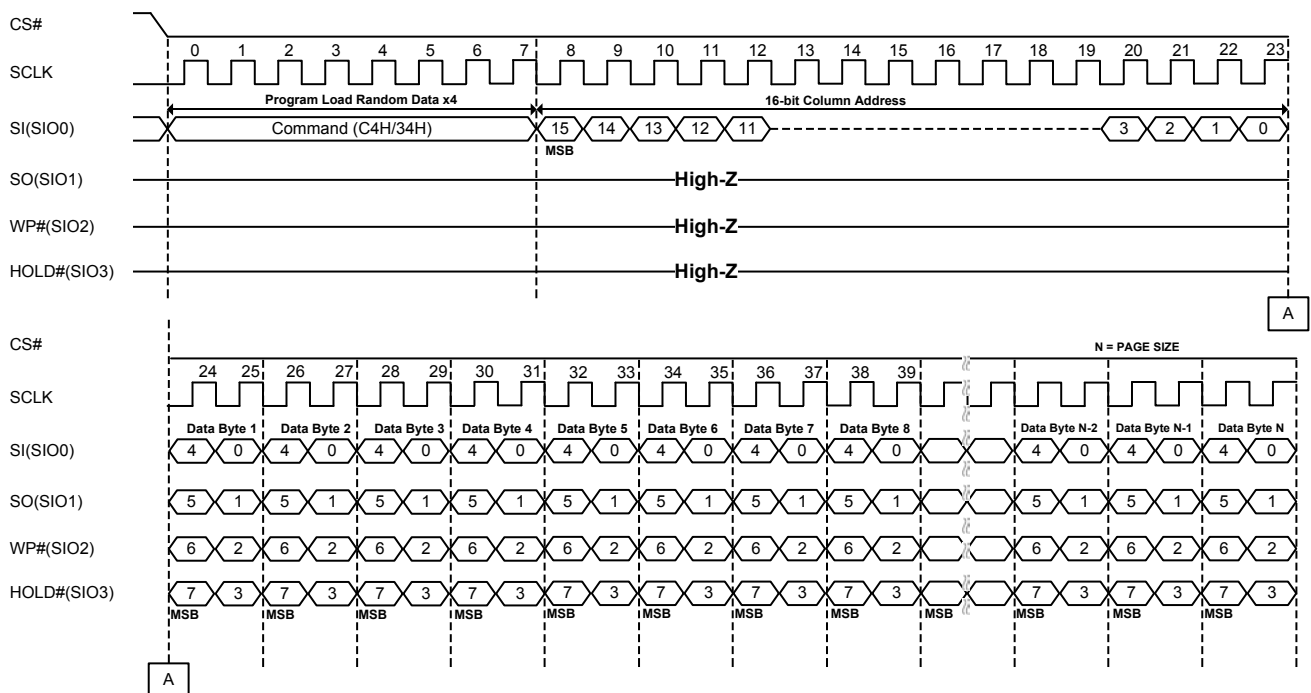 CS#
0 1 2 3 4 5 6 7 8 9 10 11 12 13 14 15 16 17 18 19 20 21 22 23
SCLK
Program Load Random Data x4 16-bit Column Address
SI(SIO0) Command (C4H/34H) 15 14 13 12 11 3 2 1 0
MSB
SO(SIO1) High-Z
WP#(SIO2) High-Z
HOLD#(SIO3) High-Z
A
CS# N = PAGE SIZE
24 25 26 27 28 29 30 31 32 33 34 35 36 37 38 39
SCLK
Data Byte 1 Data Byte 2 Data Byte 3 Data Byte 4 Data Byte 5 Data Byte 6 Data Byte 7 Data Byte 8 Data Byte N-2 Data Byte N-1 Data Byte N
SI(SIO0) 4 0 4 0 4 0 4 0 4 0 4 0 4 0 4 0 4 0 4 0 4 0
SO(SIO1) 5 1 5 1 5 1 5 1 5 1 5 1 5 1 5 1 5 1 5 1 5 1
WP#(SIO2) 6 2 6 2 6 2 6 2 6 2 6 2 6 2 6 2 6 2 6 2 6 2
HOLD#(SIO3) 7 3 7 3 7 3 7 3 7 3 7 3 7 3 7 3 7 3 7 3 7 3
MSB MSB MSB MSB MSB MSB MSB MSB MSB MSB MSB MSB
A